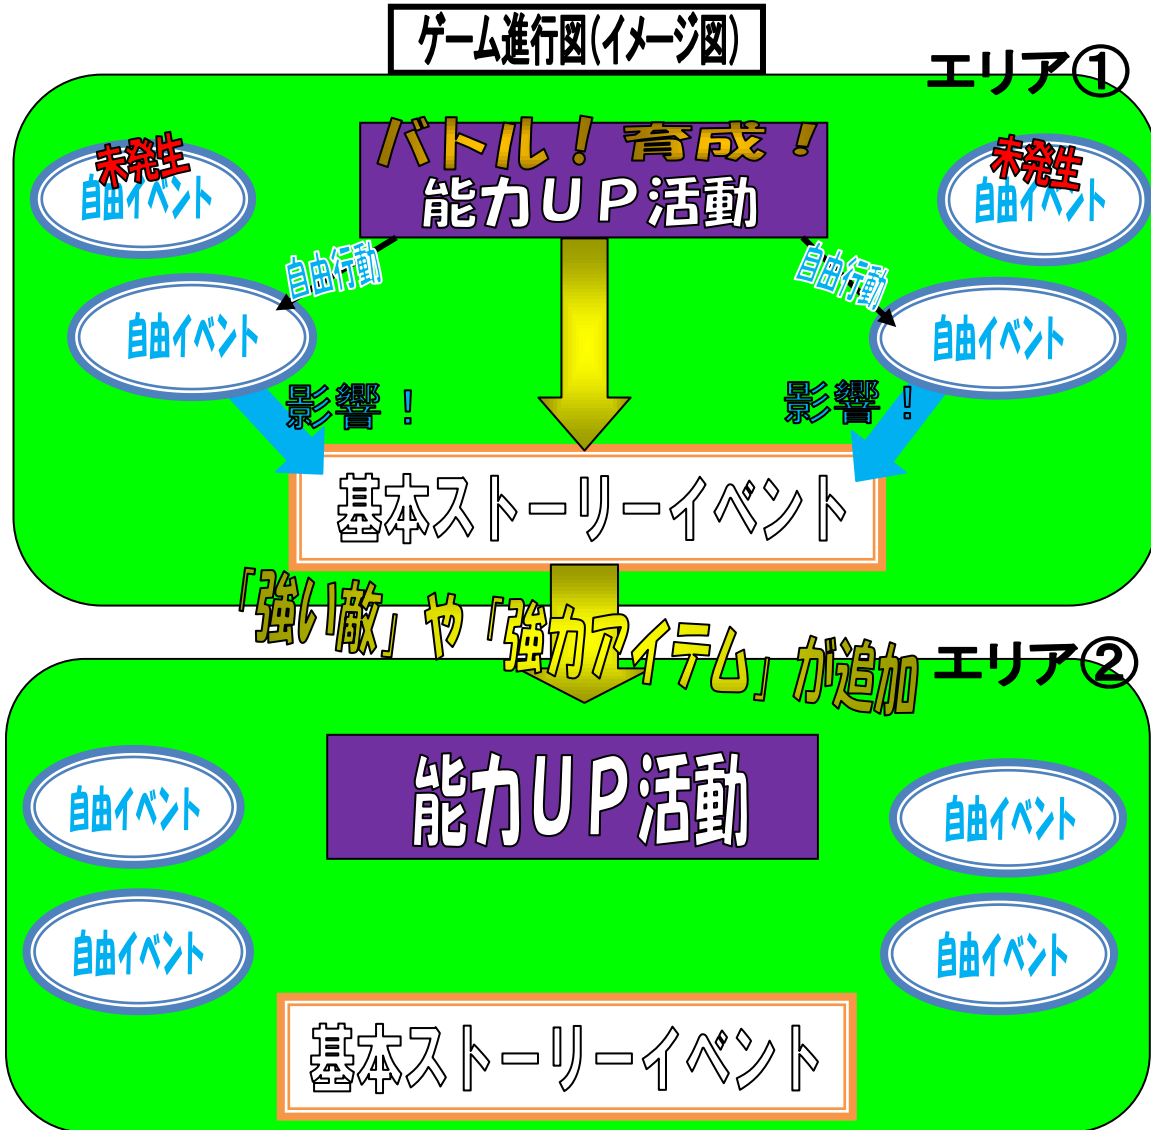 ゲーム進行図(イメージ図)
エリア①
バトル！育成！
能力ＵＰ活動
未発生
自由イベント
未発生
自由イベント
自由行動
自由行動
自由イベント
自由イベント
影響！
影響！
基本ストーリーイベント
「強い敵」や「強力アイテム」が追加
エリア②
能力ＵＰ活動
自由イベント
自由イベント
自由イベント
自由イベント
基本ストーリーイベント